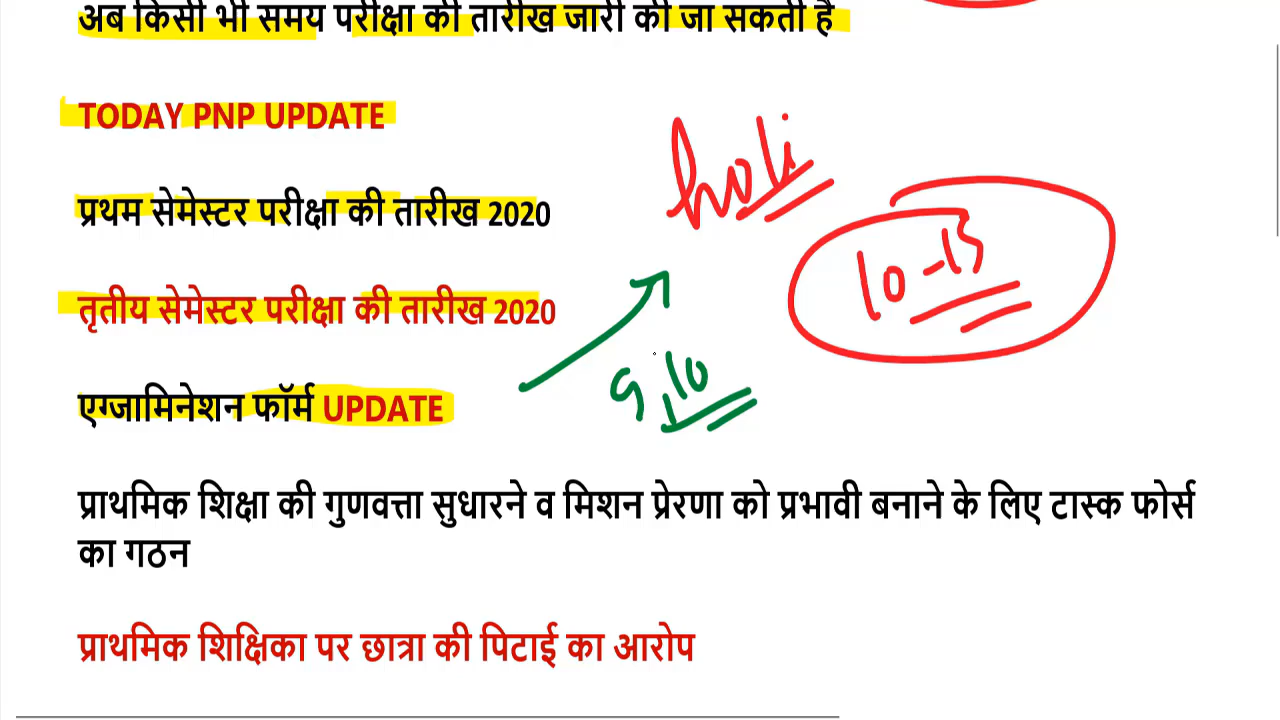 अब किसी भी समय परीक्षा की तारीख जारी की जा सकती है
TODAY PNP UPDATE
holi
प्रथम सेमेस्टर परीक्षा की तारीख 2020
10-15
तृतीय सेमेस्टर परीक्षा की तारीख 2020
9,10
एग्जामिनेशन फॉर्म UPDATE
प्राथमिक शिक्षा की गुणवत्ता सुधारने व मिशन प्रेरणा को प्रभावी बनाने के लिए टास्क फोर्स
का गठन
प्राथमिक शिक्षिका पर छात्रा की पिटाई का आरोप